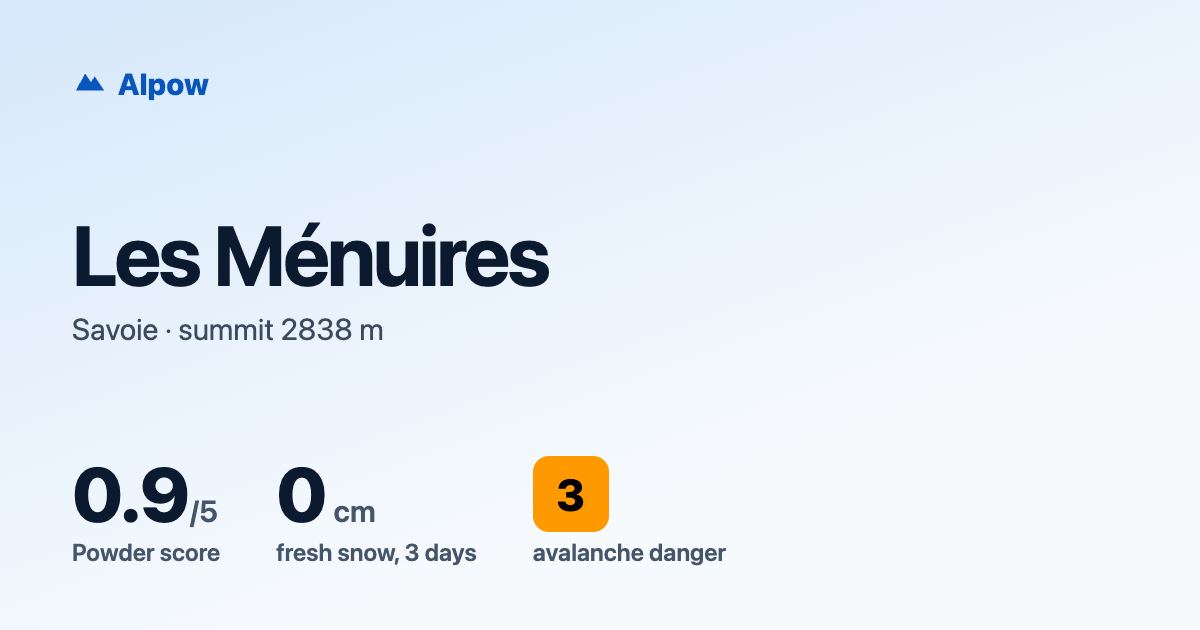 Alpow
Les Ménuires
Savoie · summit 2838 m
0.9/5
Powder score
0 cm
fresh snow, 3 days
3
avalanche danger